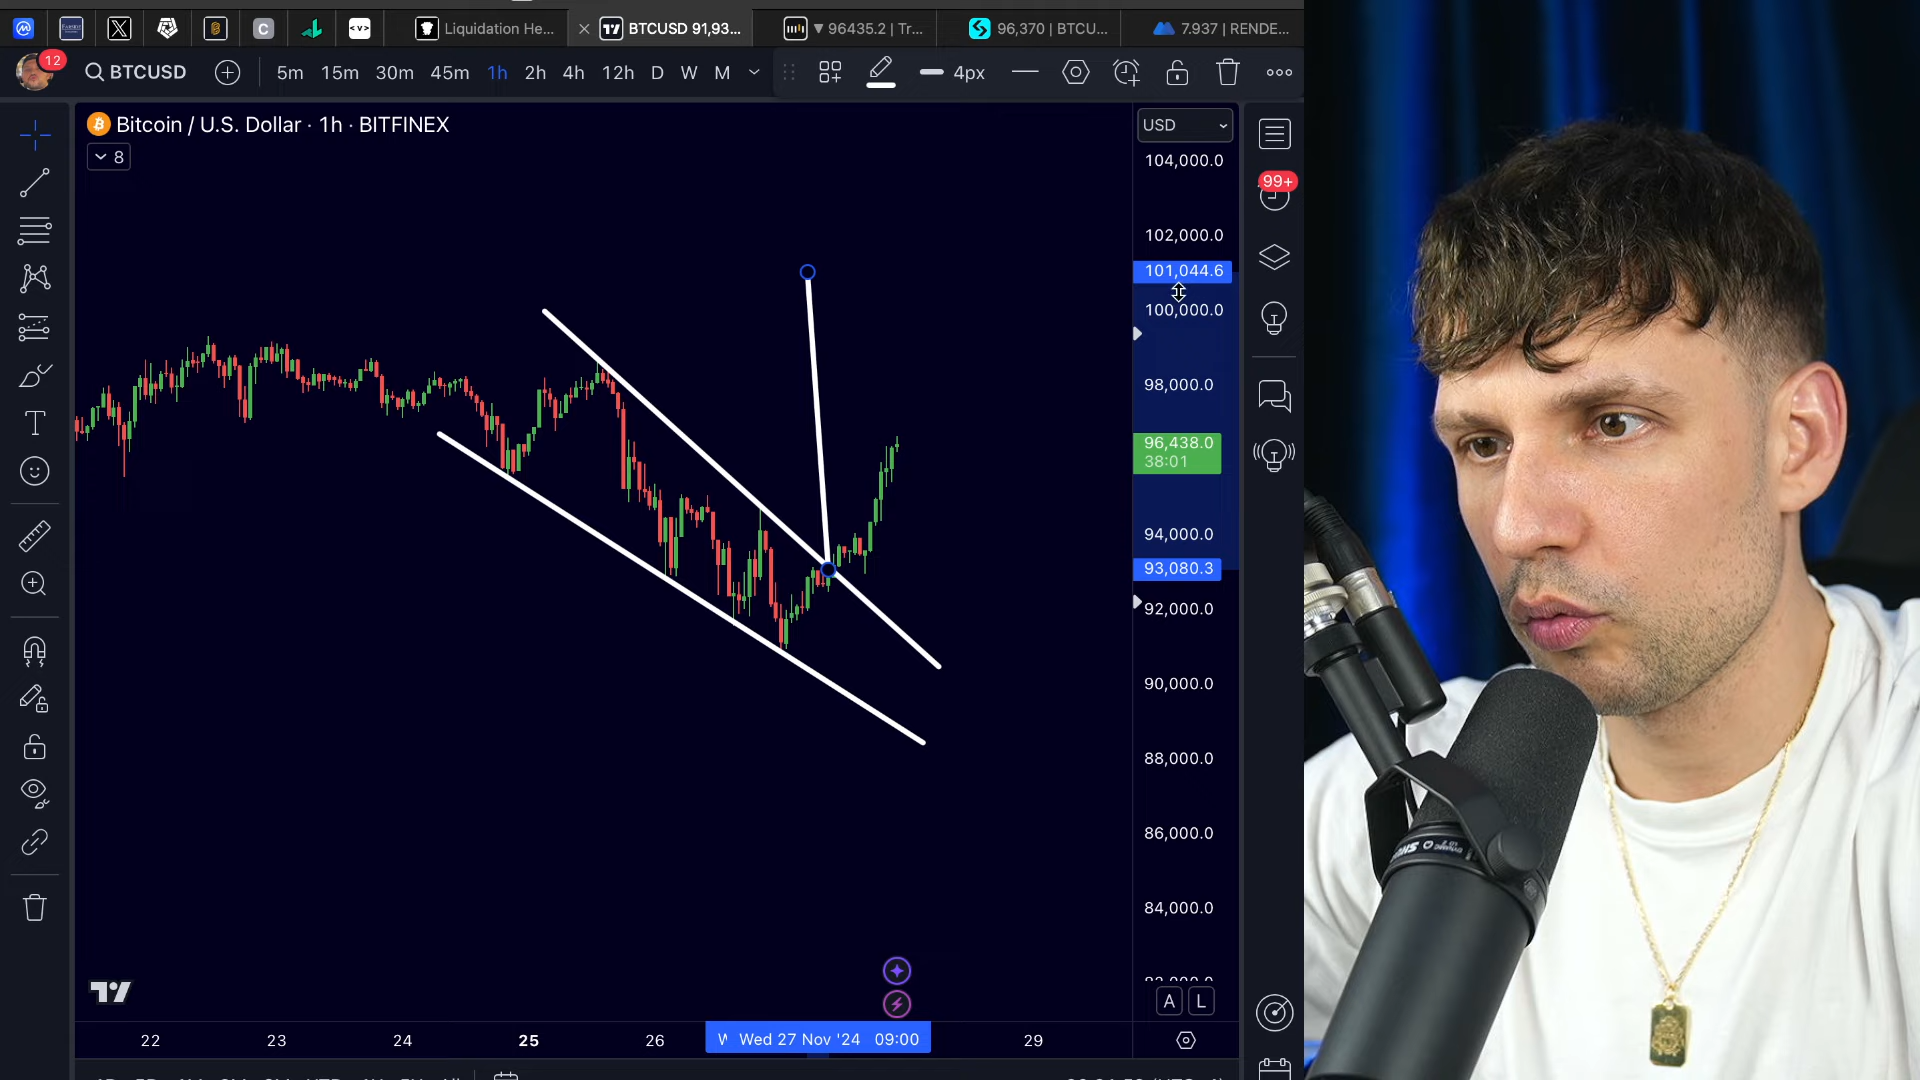 Liquidation He...
BTCUSD 91,93...
▼ 96435.2 | Tr...
96,370 | BTCU...
7.937 | RENDE...
12
BTCUSD
5m 15m 30m 45m 1h 2h 4h 12h D W M
4px
Bitcoin / U.S. Dollar · 1h · BITFINEX
8
USD
104,000.0
99+
102,000.0
101,044.6
100,000.0
98,000.0
96,438.0
38:01
94,000.0
93,080.3
92,000.0
90,000.0
88,000.0
86,000.0
84,000.0
A L
22 23 24 25 26 Wed 27 Nov '24 09:00 29